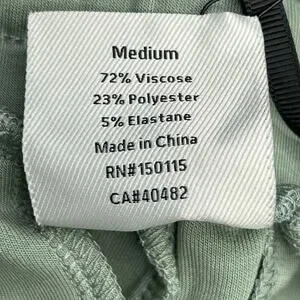 Medium
72% Viscose
23% Polyester
5% Elastane
Made in China
RN#150115
CA#40482